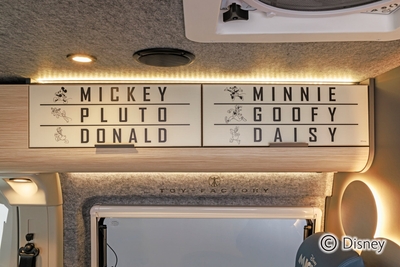 MICKEY
PLUTO
DONALD
MINNIE
GOOFY
DAISY
TOY-FACTORY
© Disney